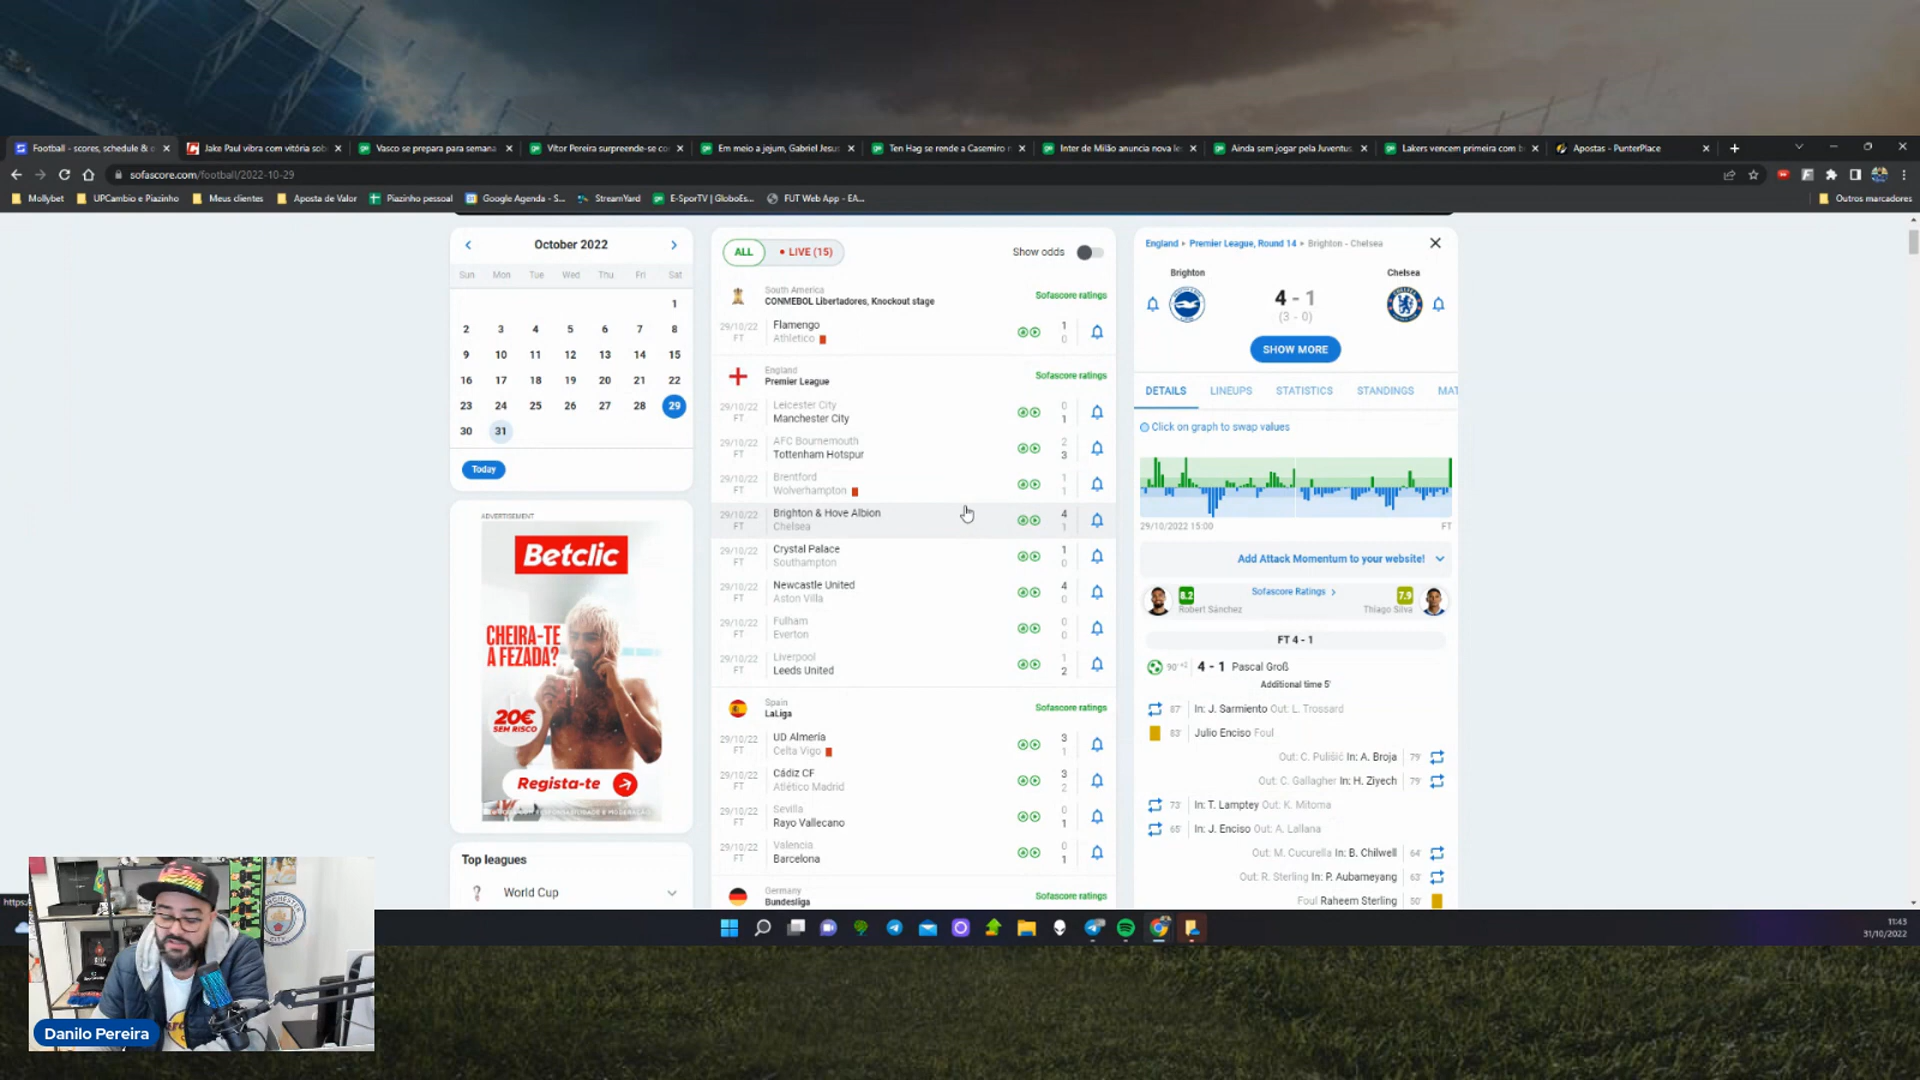 Football - scores, schedule &
Jake Paul vibra com vitória sob
Vasco se prepara para semana
Vítor Pereira surpreende-se co
Em meio a jejum, Gabriel Jesu
Ten Hag se rende a Casemiro
Inter de Milão anuncia nova le
Ainda sem jogar pela Juventus
Lakers vencem primeira com b
Apostas - PunterPlace
sofascore.com/football/2022-10-29
Mollybet
UPCambio e Piazinho
Meus clientes
Aposta de Valor
Piazinho pessoal
Google Agenda - S...
StreamYard
E-SporTV | GloboEs...
FUT Web App - EA...
Outros marcadores
October 2022
Sun Mon Tue Wed Thu Fri Sat
1
2 3 4 5 6 7 8
9 10 11 12 13 14 15
16 17 18 19 20 21 22
23 24 25 26 27 28 29
30 31
Today
ADVERTISEMENT
Betclic
CHEIRA-TE
A FEZADA?
20€
SEM RISCO
Regista-te
Top leagues
World Cup
ALL
LIVE (15)
Show odds
South America
CONMEBOL Libertadores, Knockout stage
Sofascore ratings
29/10/22 Flamengo 1
FT Athletico 0
England
Premier League
Sofascore ratings
29/10/22 Leicester City 0
FT Manchester City 1
29/10/22 AFC Bournemouth 2
FT Tottenham Hotspur 3
29/10/22 Brentford 1
FT Wolverhampton 1
29/10/22 Brighton & Hove Albion 4
FT Chelsea 1
29/10/22 Crystal Palace 1
FT Southampton 0
29/10/22 Newcastle United 4
FT Aston Villa 0
29/10/22 Fulham 0
FT Everton 0
29/10/22 Liverpool 1
FT Leeds United 2
Spain
LaLiga
Sofascore ratings
29/10/22 UD Almería 3
FT Celta Vigo 1
29/10/22 Cádiz CF 3
FT Atlético Madrid 2
29/10/22 Sevilla 0
FT Rayo Vallecano 1
29/10/22 Valencia 0
FT Barcelona 1
Germany
Bundesliga
Sofascore ratings
England Premier League, Round 14 Brighton - Chelsea
Brighton
Chelsea
4 - 1
(3 - 0)
SHOW MORE
DETAILS LINEUPS STATISTICS STANDINGS MAT
Click on graph to swap values
29/10/2022 15:00 FT
Add Attack Momentum to your website!
8.2 Sofascore Ratings 7.9
Robert Sánchez Thiago Silva
FT 4 - 1
90'+2 4 - 1 Pascal Groß
Additional time 5'
87' In: J. Sarmiento Out: L. Trossard
83' Julio Enciso Foul
Out: C. Pulišić In: A. Broja 79'
Out: C. Gallagher In: H. Ziyech 79'
73' In: T. Lamptey Out: K. Mitoma
65' In: J. Enciso Out: A. Lallana
Out: M. Cucurella In: B. Chilwell 64'
Out: R. Sterling In: P. Aubameyang 63'
Foul Raheem Sterling 50'
https:
11:43
31/10/2022
CITY
Danilo Pereira